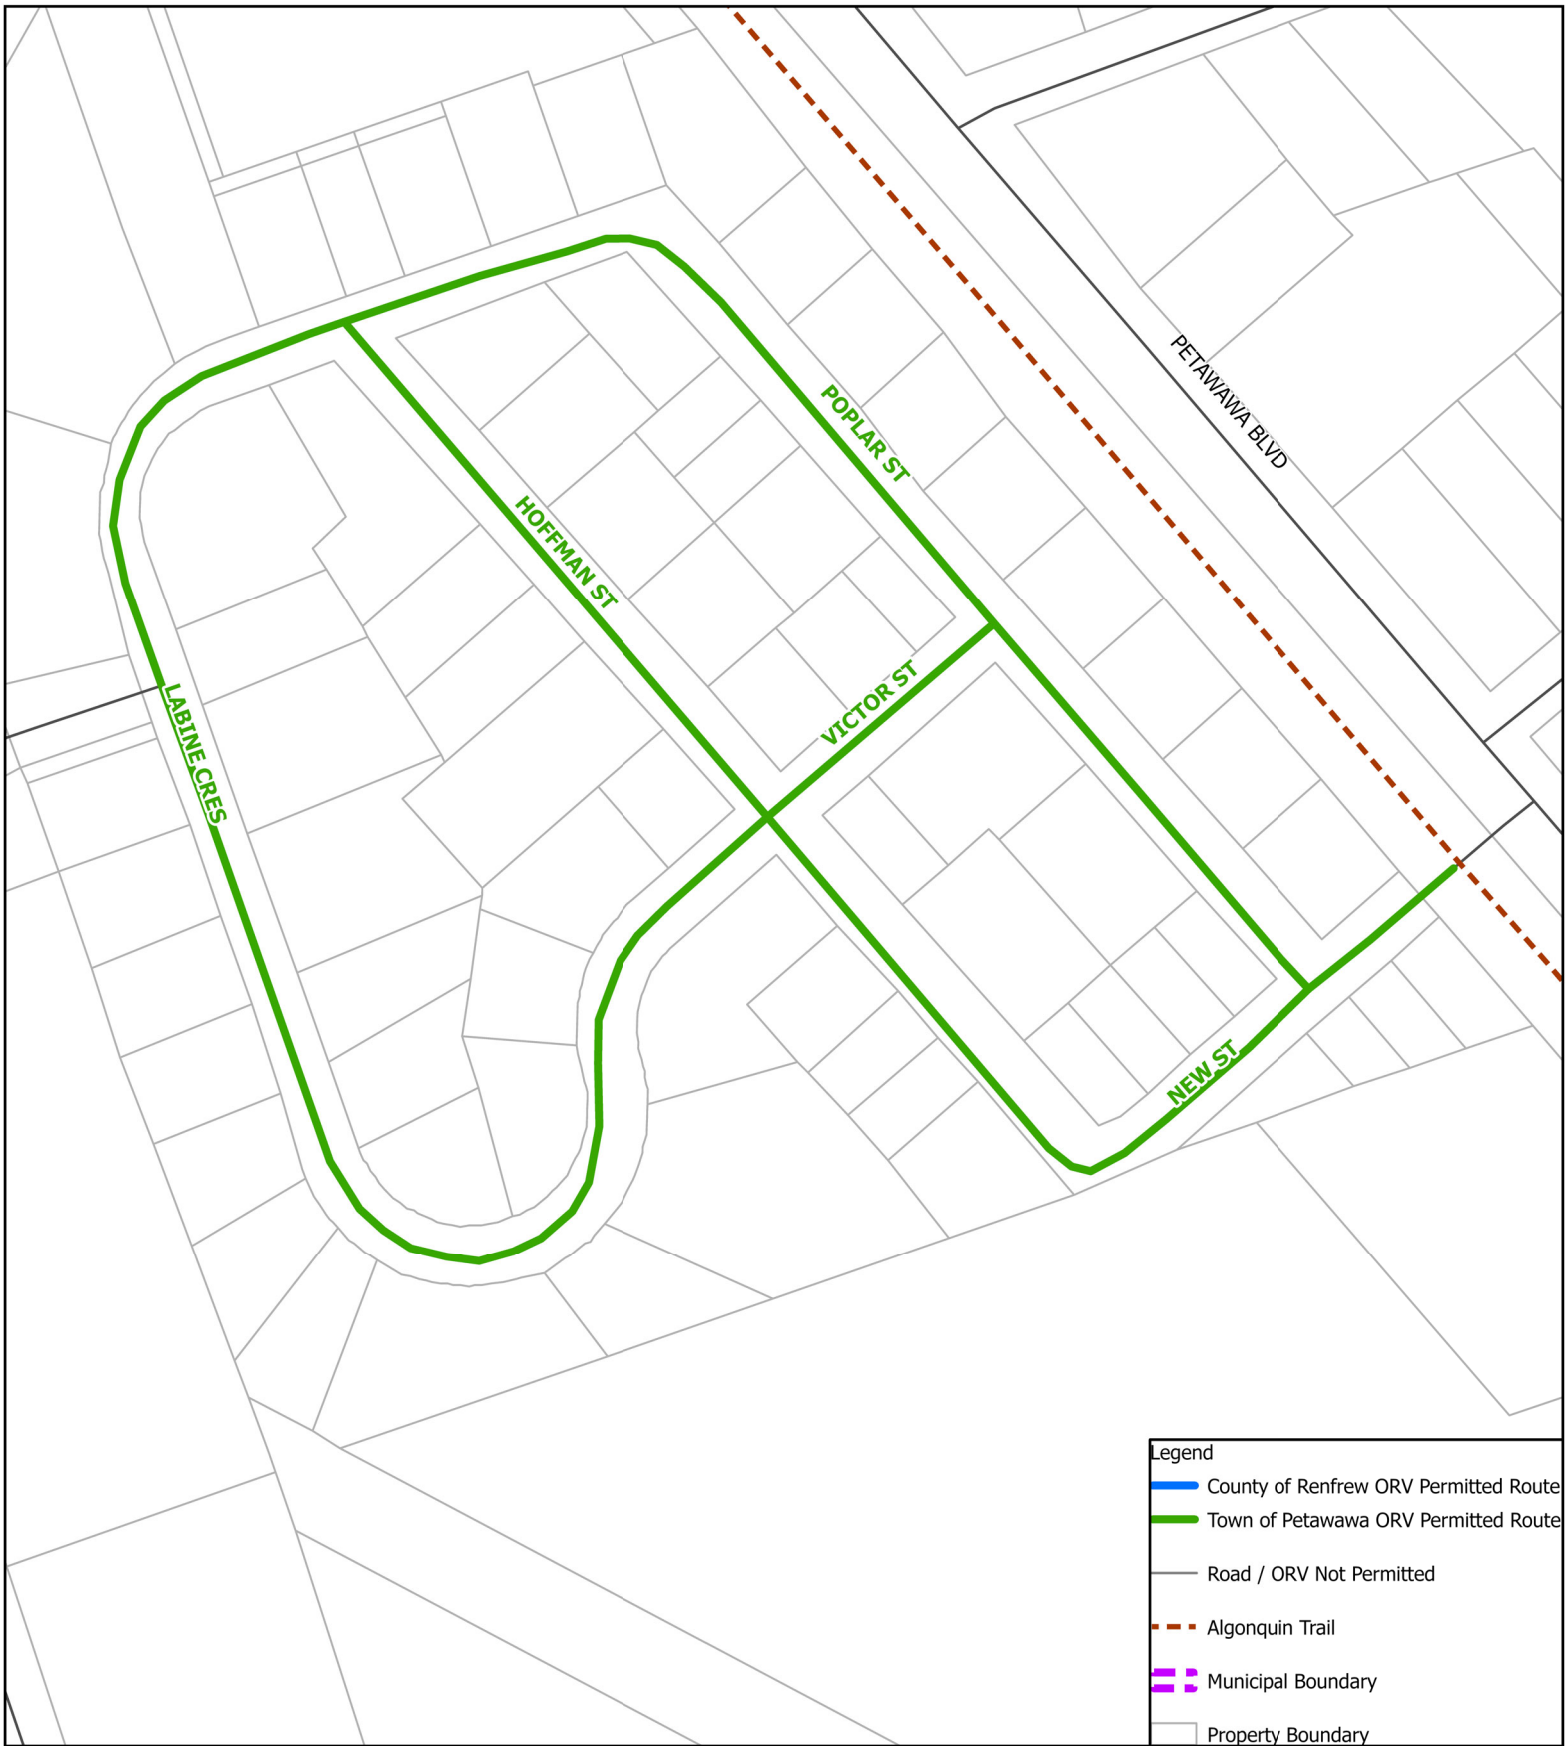 PETAWAWA BLVD
POPLAR ST
HOFFMAN ST
VICTOR ST
LABINE CRES
NEW ST
Legend
County of Renfrew ORV Permitted Route
Town of Petawawa ORV Permitted Route
Road / ORV Not Permitted
Algonquin Trail
Municipal Boundary
Property Boundary